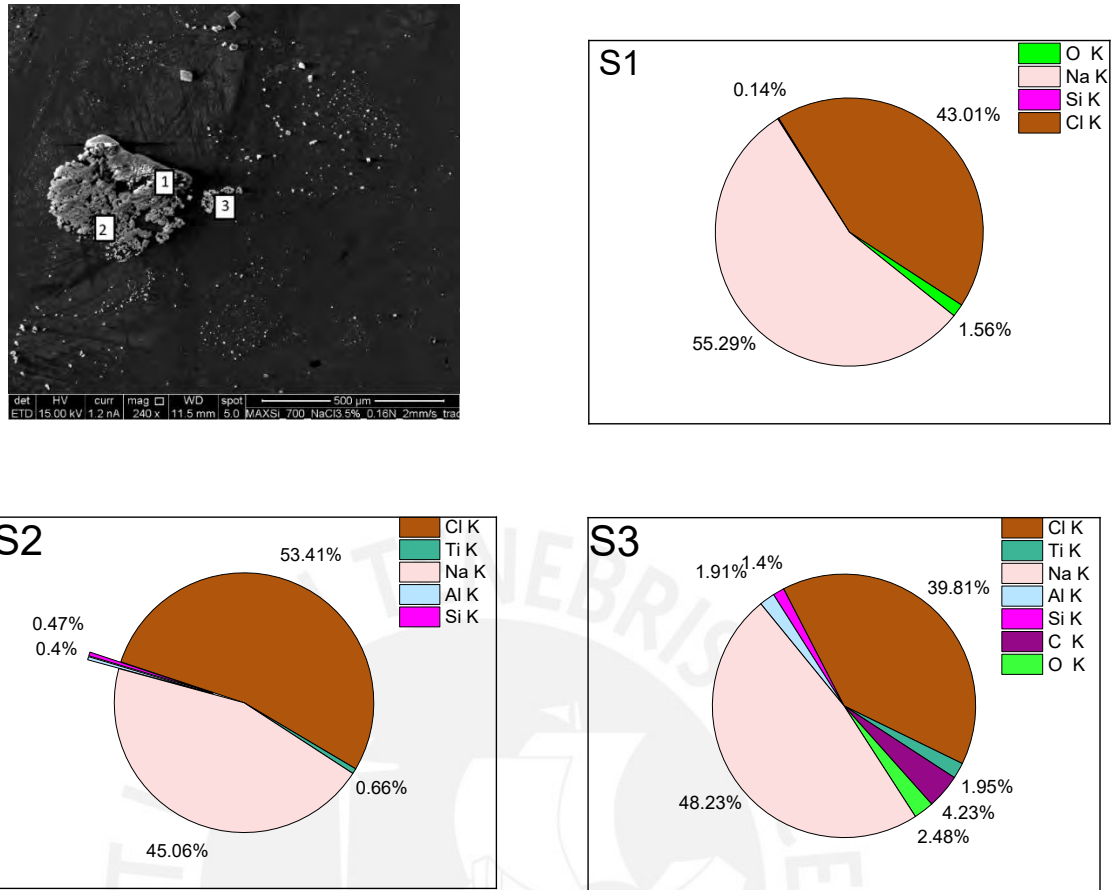 1
2
3
det HV curr mag □ WD spot 500 µm
ETD 15.00 kV 1.2 nA 240 x 11.5 mm 5.0 MAXSi_700_NaCl3.5%_0.16N_2mm/s_trac
S1
O K
Na K
Si K
Cl K
0.14%
43.01%
55.29%
1.56%
S2
Cl K
Ti K
Na K
Al K
Si K
53.41%
0.47%
0.4%
0.66%
45.06%
S3
Cl K
Ti K
Na K
Al K
Si K
C K
O K
1.91%
1.4%
39.81%
48.23%
1.95%
4.23%
2.48%
TENEBRIS